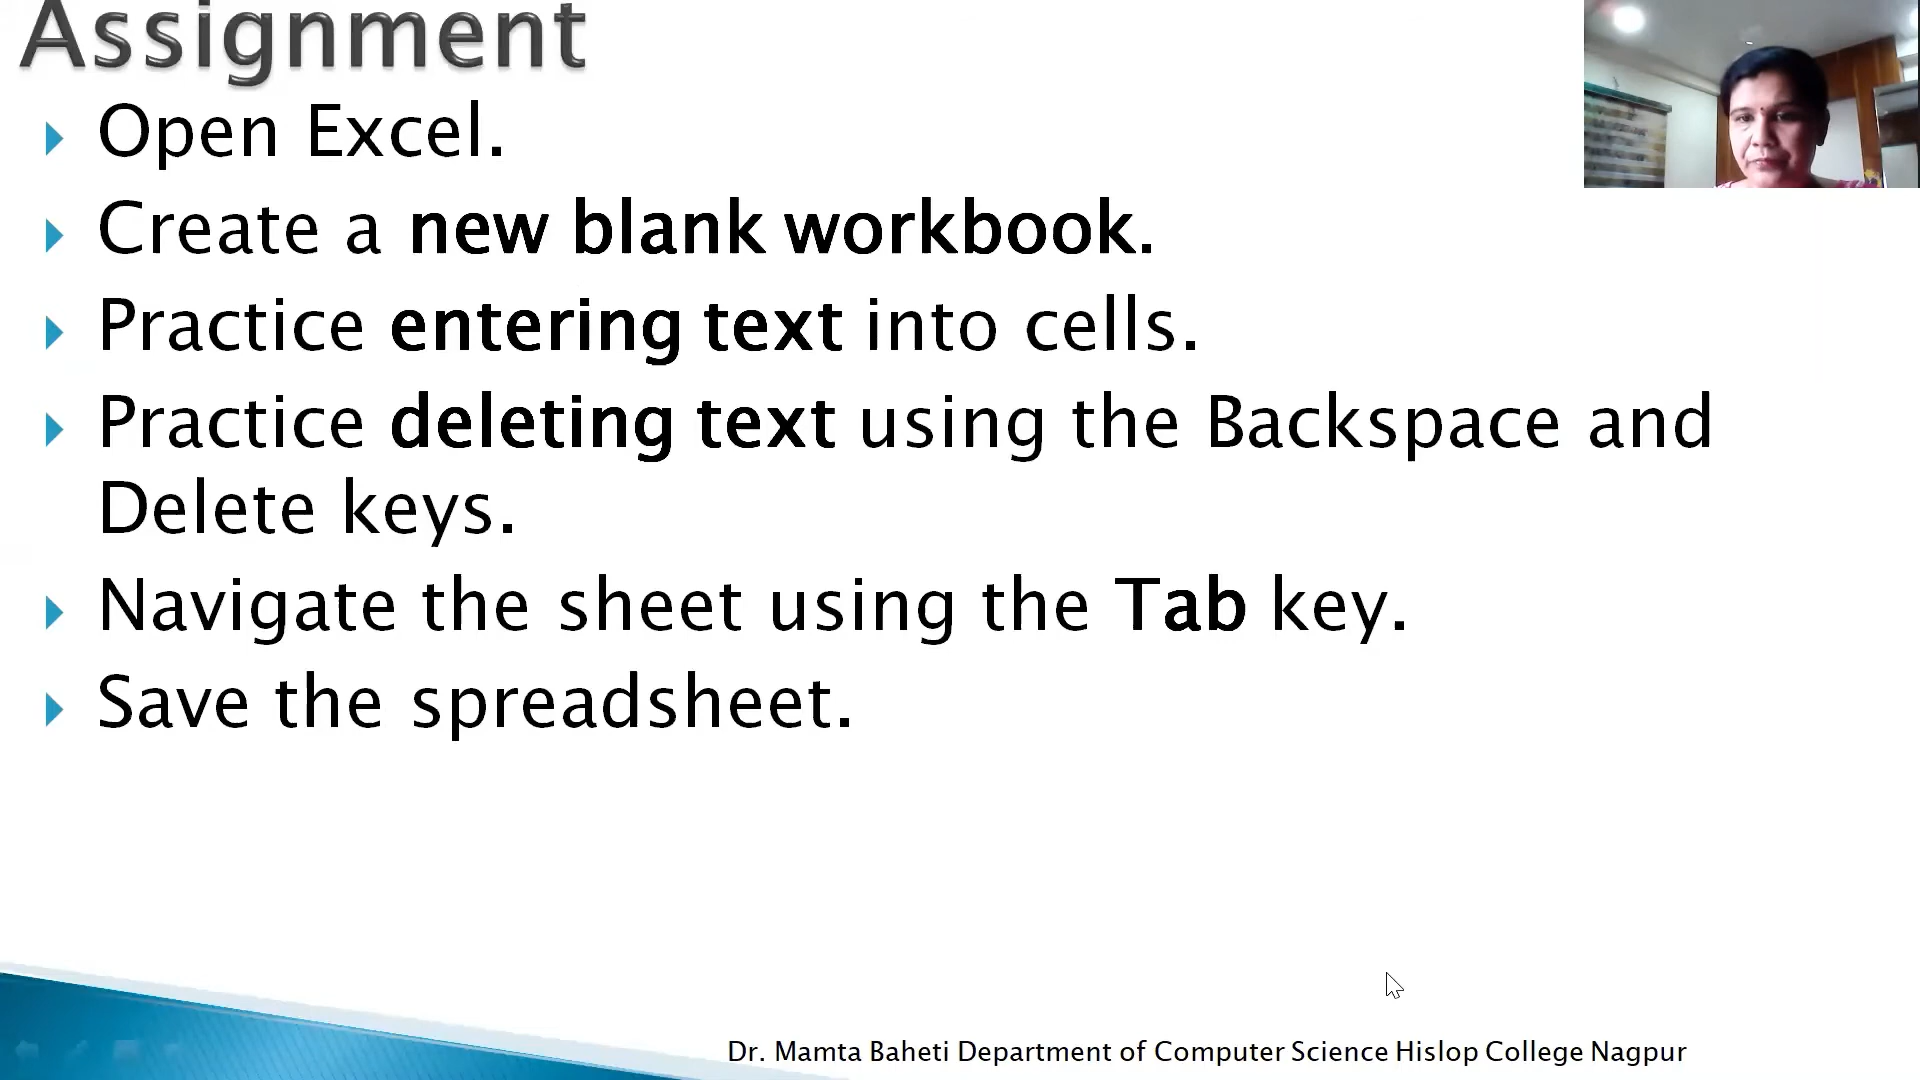 Assignment
Open Excel.
Create a new blank workbook.
Practice entering text into cells.
Practice deleting text using the Backspace and
Delete keys.
Navigate the sheet using the Tab key.
Save the spreadsheet.
Dr. Mamta Baheti Department of Computer Science Hislop College Nagpur